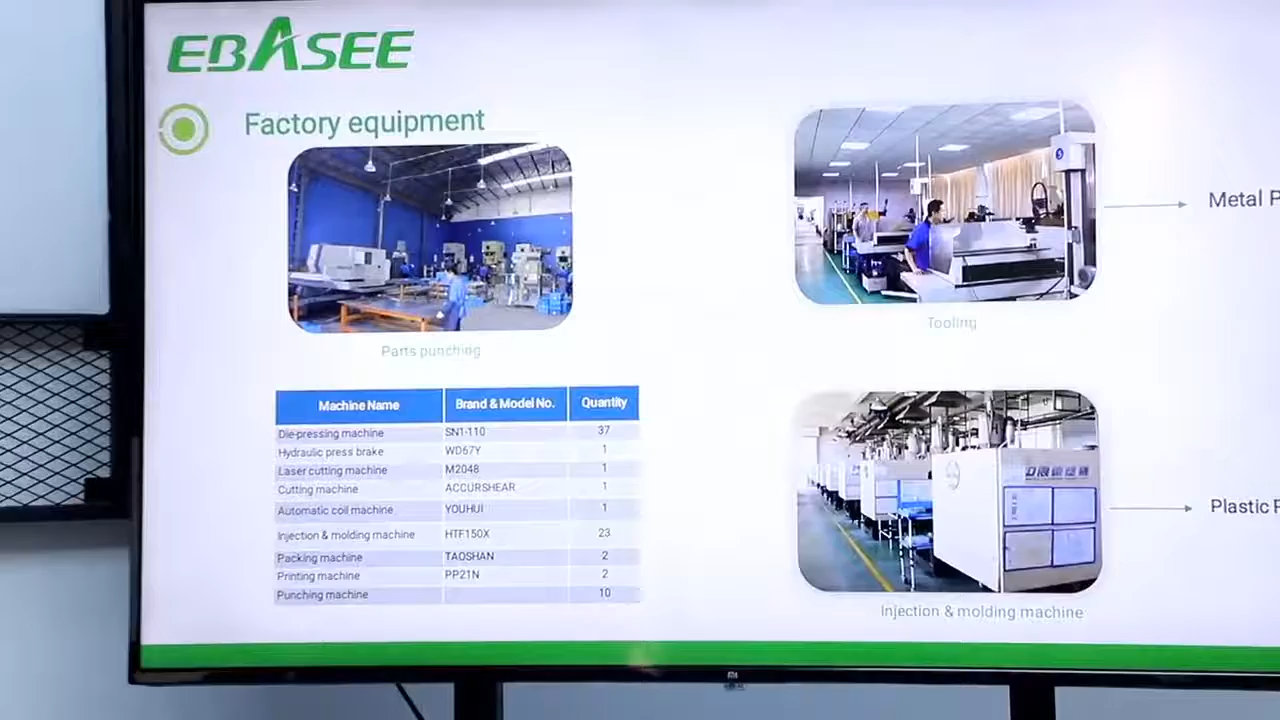 EBASEE
Factory equipment
Parts punching
Machine Name Brand & Model No. Quantity
Die-pressing machine SN1-110 37
Hydraulic press brake WD67Y 1
Laser cutting machine M2048 1
Cutting machine ACCURSHEAR 1
Automatic coil machine YOUHUI 1
Injection & molding machine HTF150X 23
Packing machine TAOSHAN 2
Printing machine PP21N 2
Punching machine 10
Tooling
Metal P
Injection & molding machine
Plastic P
mi